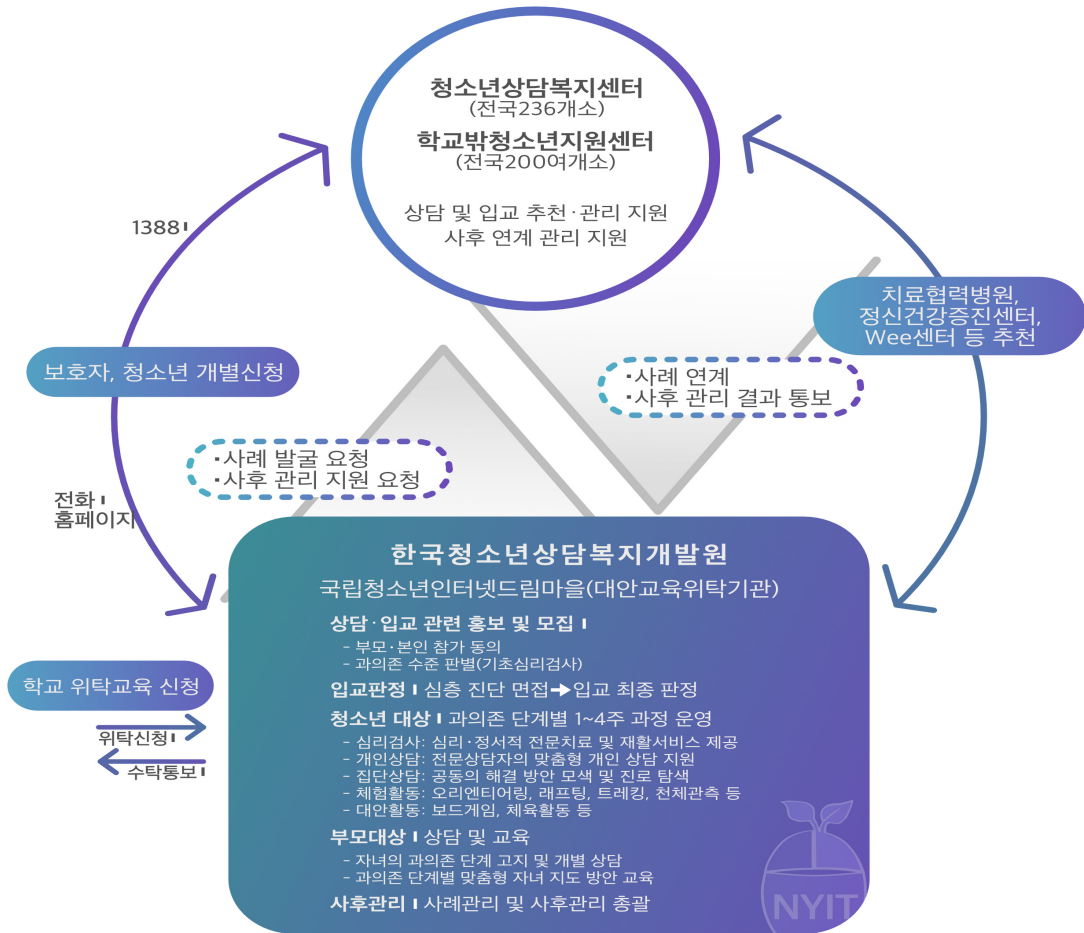 청소년상담복지센터
(전국236개소)
학교밖청소년지원센터
(전국200여개소)
상담 및 입교 추천·관리 지원
사후 연계 관리 지원
1388
보호자, 청소년 개별신청
전화
홈페이지
치료협력병원,
정신건강증진센터,
Wee센터 등 추천
▪사례 연계
▪사후 관리 결과 통보
▪사례 발굴 요청
▪사후 관리 지원 요청
한국청소년상담복지개발원
국립청소년인터넷드림마을(대안교육위탁기관)
상담·입교 관련 홍보 및 모집
- 부모·본인 참가 동의
- 과의존 수준 판별(기초심리검사)
입교판정 | 심층 진단 면접➡입교 최종 판정
청소년 대상 | 과의존 단계별 1~4주 과정 운영
- 심리검사: 심리·정서적 전문치료 및 재활서비스 제공
- 개인상담: 전문상담자의 맞춤형 개인 상담 지원
- 집단상담: 공동의 해결 방안 모색 및 진로 탐색
- 체험활동: 오리엔티어링, 래프팅, 트레킹, 천체관측 등
- 대안활동: 보드게임, 체육활동 등
부모대상 | 상담 및 교육
- 자녀의 과의존 단계 고지 및 개별 상담
- 과의존 단계별 맞춤형 자녀 지도 방안 교육
사후관리 | 사례관리 및 사후관리 총괄
NYIT
학교 위탁교육 신청
위탁신청
수탁통보